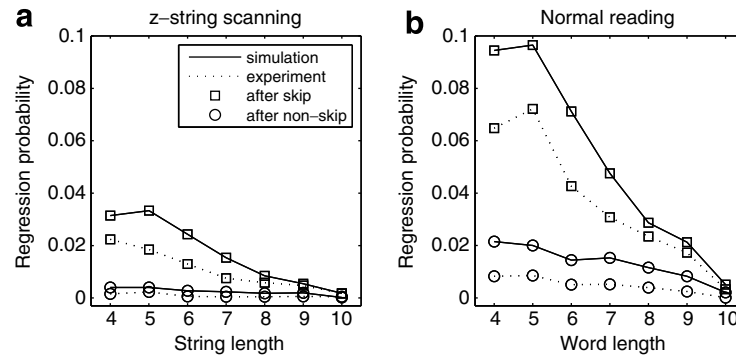 a
z−string scanning
0.1
0.08
0.06
0.04
0.02
0
Regression probability
simulation
experiment
after skip
after non−skip
4 5 6 7 8 9 10
String length
b
Normal reading
0.1
0.08
0.06
0.04
0.02
0
Regression probability
4 5 6 7 8 9 10
Word length